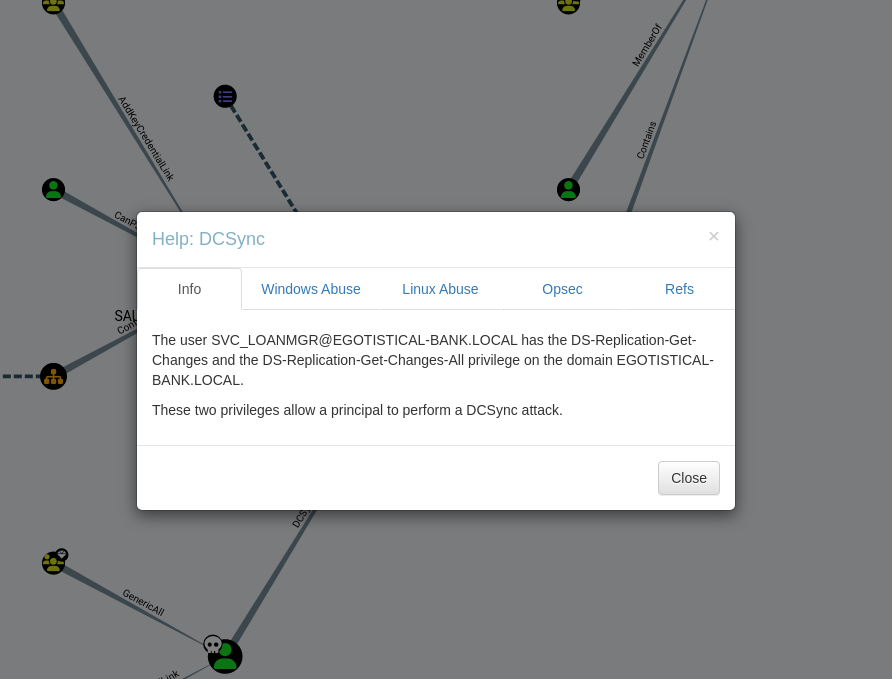 MemberOf
AddKeyCredentialLink
Contains
CanP
Help: DCSync
×
Info
Windows Abuse
Linux Abuse
Opsec
Refs
SAL
Con
The user SVC_LOANMGR@EGOTISTICAL-BANK.LOCAL has the DS-Replication-Get-
Changes and the DS-Replication-Get-Changes-All privilege on the domain EGOTISTICAL-
BANK.LOCAL.
These two privileges allow a principal to perform a DCSync attack.
Close
DCS
GenericAll
Link